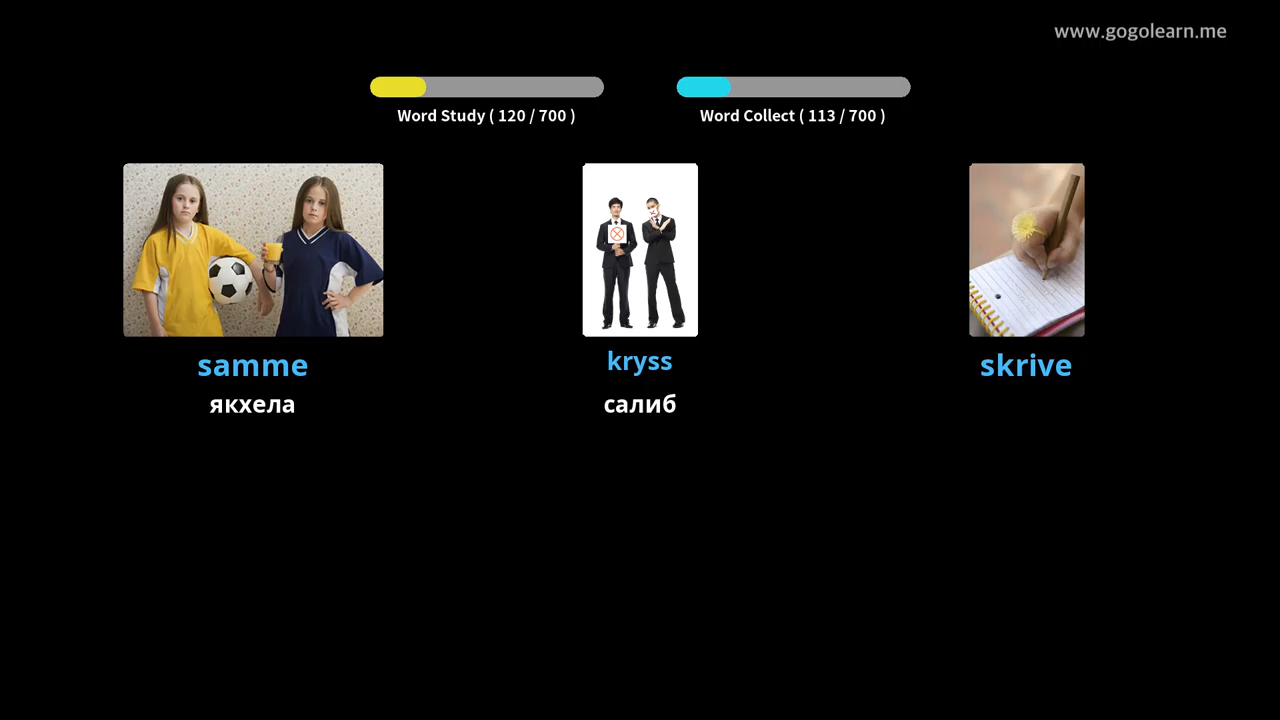 www.gogolearn.me
Word Study ( 120 / 700 )
Word Collect ( 113 / 700 )
samme
kryss
skrive
якхела
салиб